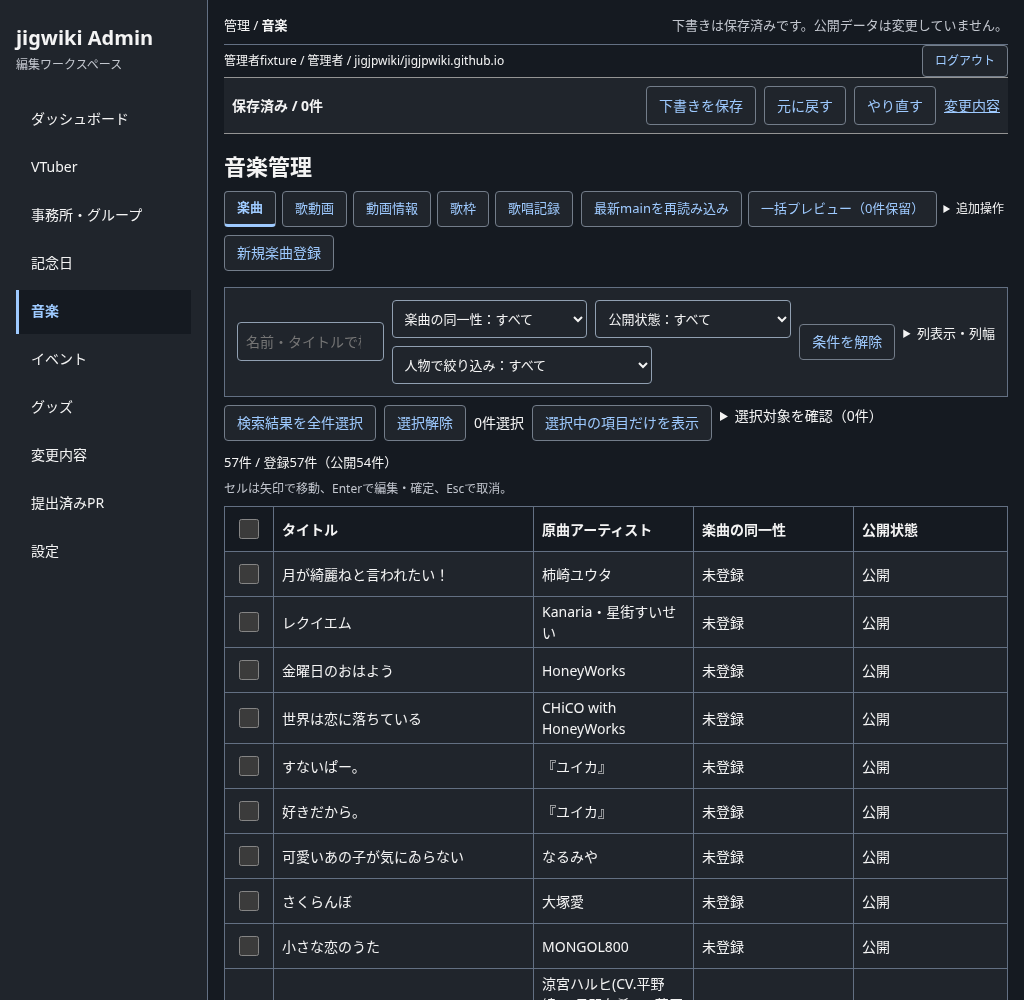 jigwiki Admin
編集ワークスペース
ダッシュボード
VTuber
事務所・グループ
記念日
音楽
イベント
グッズ
変更内容
提出済みPR
設定
管理 / 音楽
下書きは保存済みです。公開データは変更していません。
管理者fixture / 管理者 / jigjpwiki/jigjpwiki.github.io
ログアウト
保存済み / 0件
下書きを保存
元に戻す
やり直す
変更内容
音楽管理
楽曲
歌動画
動画情報
歌枠
歌唱記録
最新mainを再読み込み
一括プレビュー（0件保留）
▶ 追加操作
新規楽曲登録
名前・タイトルで
楽曲の同一性：すべて
公開状態：すべて
人物で絞り込み：すべて
条件を解除
▶ 列表示・列幅
検索結果を全件選択
選択解除
0件選択
選択中の項目だけを表示
▶ 選択対象を確認（0件）
57件 / 登録57件（公開54件）
セルは矢印で移動、Enterで編集・確定、Escで取消。
タイトル 原曲アーティスト 楽曲の同一性 公開状態
月が綺麗ねと言われたい！ 柿崎ユウタ 未登録 公開
レクイエム Kanaria・星街すいせい 未登録 公開
金曜日のおはよう HoneyWorks 未登録 公開
世界は恋に落ちている CHiCO with HoneyWorks 未登録 公開
すないぱー。 『ユイカ』 未登録 公開
好きだから。 『ユイカ』 未登録 公開
可愛いあの子が気にゐらない なるみや 未登録 公開
さくらんぼ 大塚愛 未登録 公開
小さな恋のうた MONGOL800 未登録 公開
涼宮ハルヒ(CV.平野